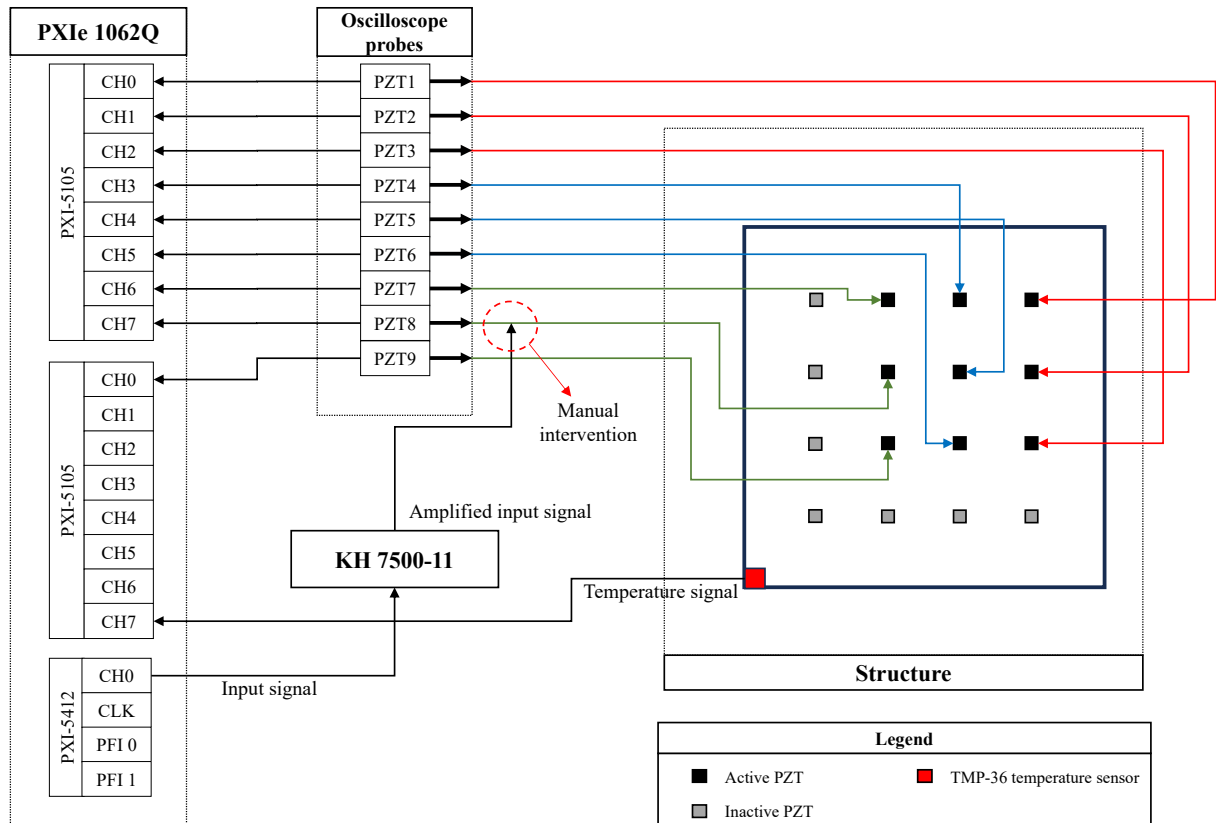 PXIe 1062Q
PXI-5105
CH0
CH1
CH2
CH3
CH4
CH5
CH6
CH7
PXI-5105
CH0
CH1
CH2
CH3
CH4
CH5
CH6
CH7
PXI-5412
CH0
CLK
PFI 0
PFI 1
Oscilloscope
probes
PZT1
PZT2
PZT3
PZT4
PZT5
PZT6
PZT7
PZT8
PZT9
Manual
intervention
Amplified input signal
KH 7500-11
Temperature signal
Input signal
Structure
Legend
Active PZT
TMP-36 temperature sensor
Inactive PZT